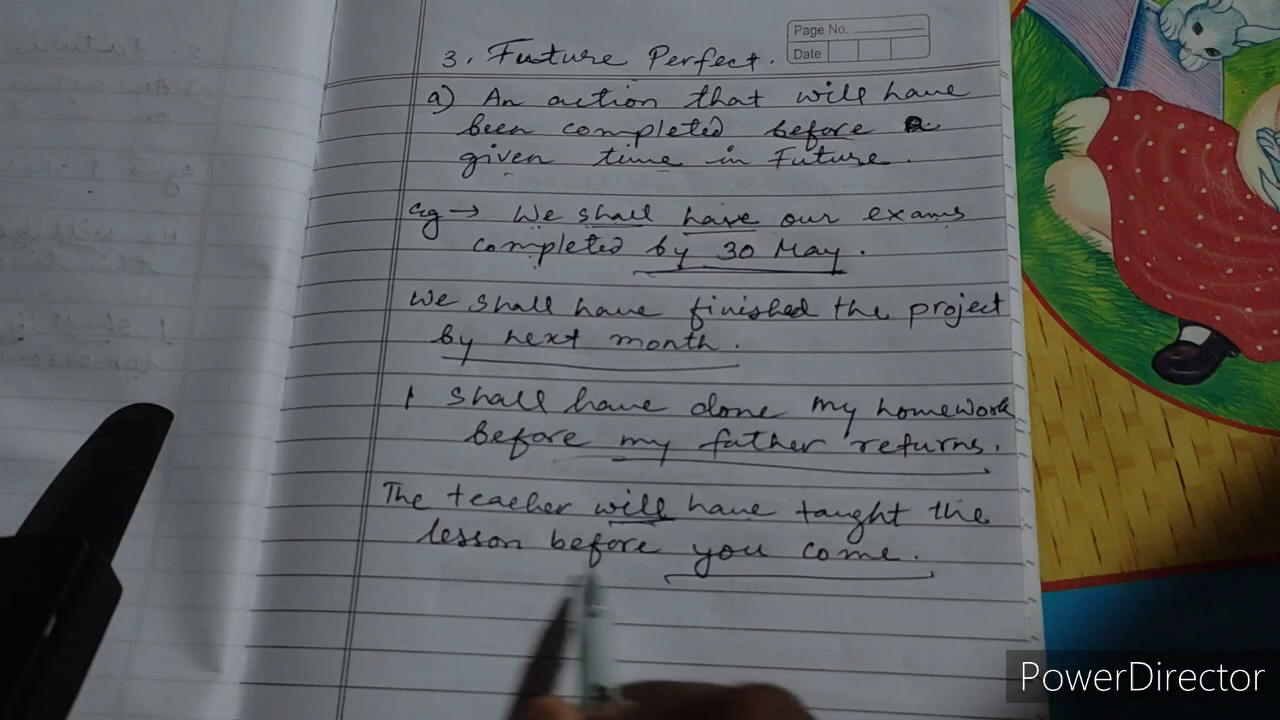 Page No.
Date
3. Future Perfect.
a) An action that will have
been completed before a
given time in Future.
eg → We shall have our exams
completed by 30 May.
We shall have finished the project
by next month.
I shall have done my homework
before my father returns.
The teacher will have taught the
lesson before you come.
PowerDirector